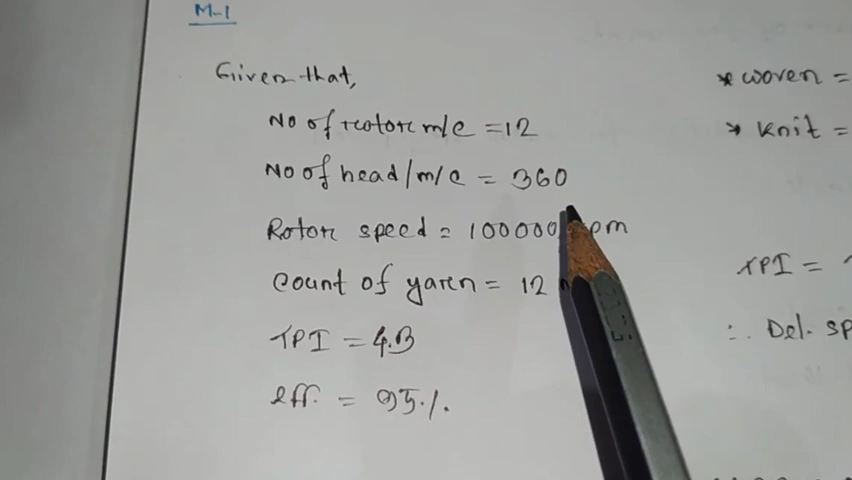 M-1
Given that,
No of rotor m/c = 12
No of head/m/c = 360
Rotor speed = 100000 rpm
Count of yarn = 12
TPI = 4.3
eff. = 95%.
* woven =
* Knit =
TPI =
∴ Del. sp